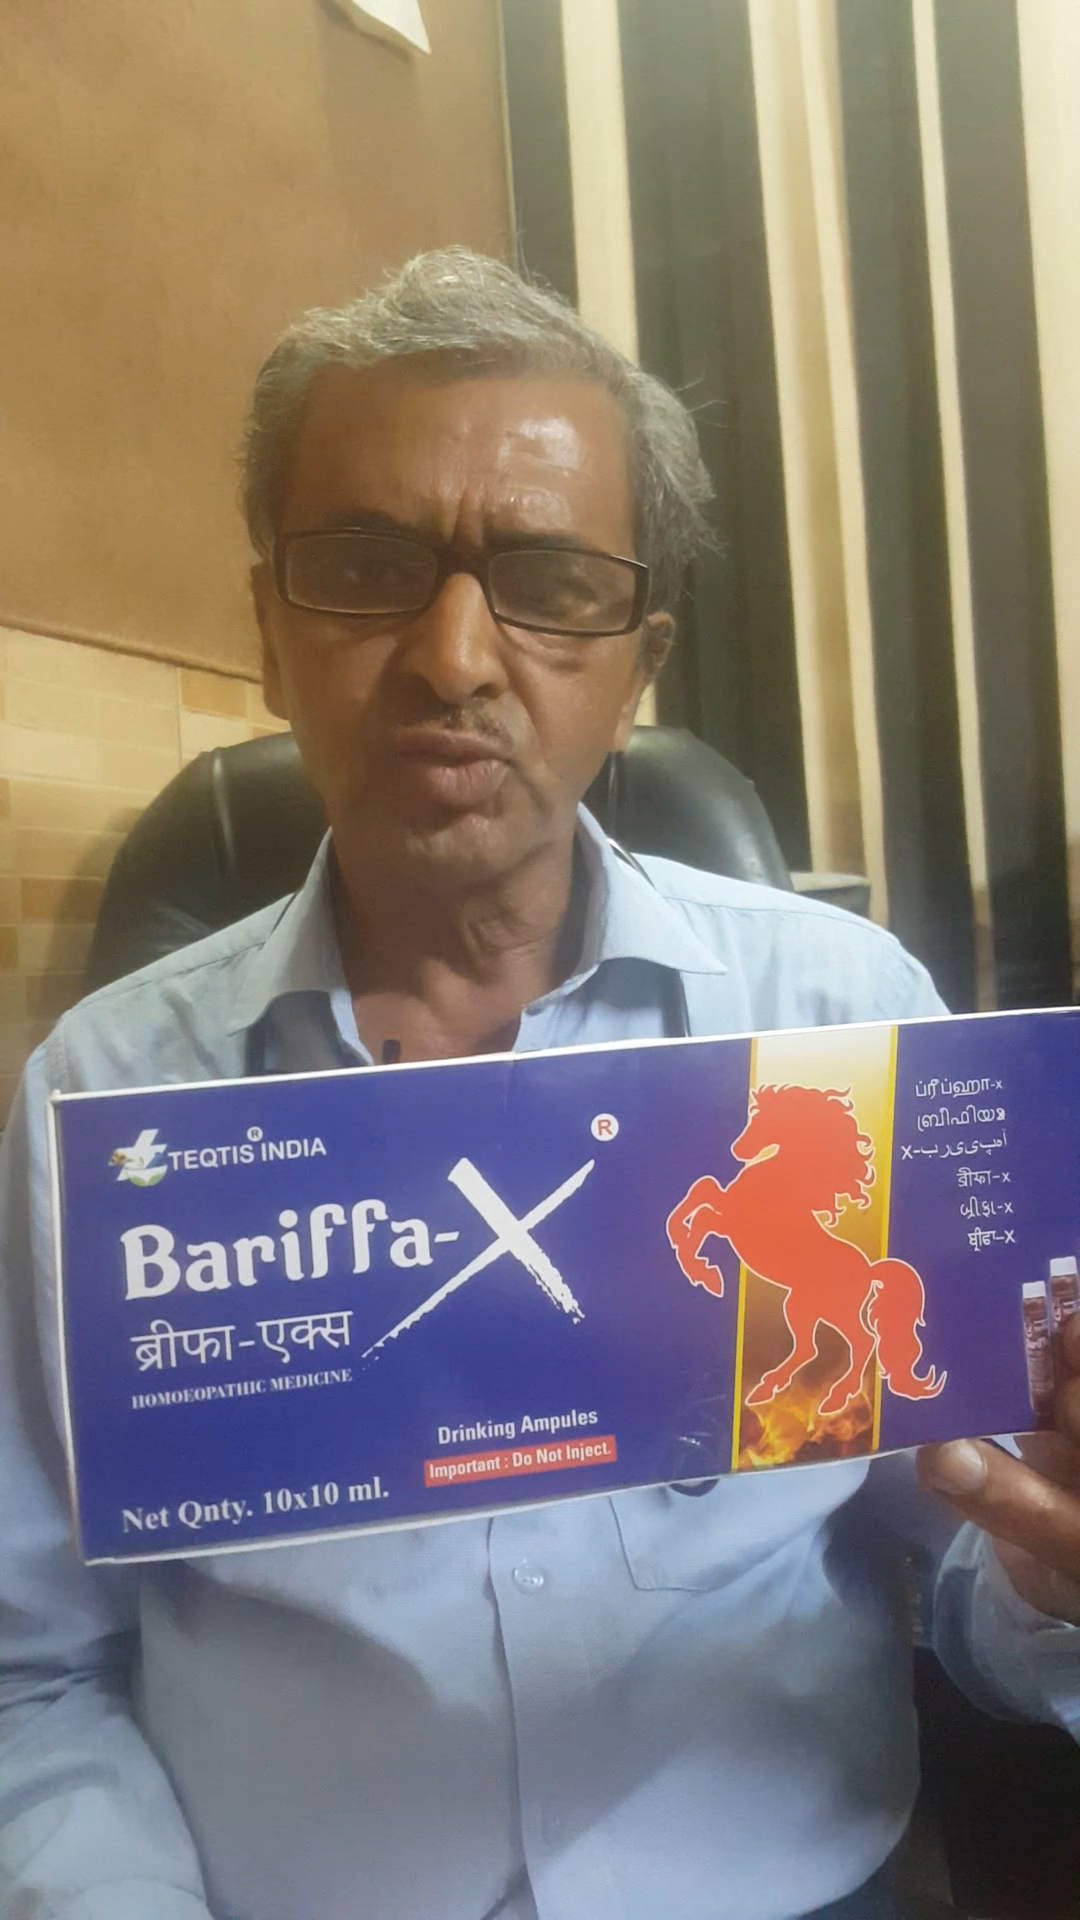 TEQTIS® INDIA
Bariffa-X®
ब्रीफा-एक्स
HOMOEOPATHIC MEDICINE
Drinking Ampules
Important : Do Not Inject.
Net Qnty. 10x10 ml.
ப்ரீப்ஹா-x
ব্রীফা-x
બ્રીફા-x
ਬ੍ਰੀਫਾ-X